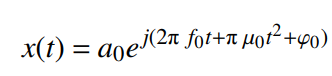 x(t) = a₀e^{j(2π f₀t+π μ₀t²+φ₀)}